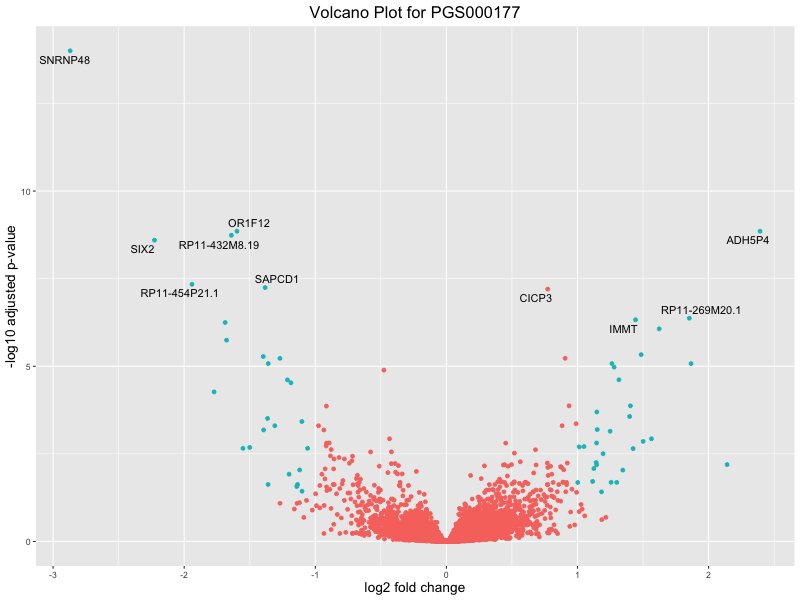 Volcano Plot for PGS000177
SNRNP48
10
OR1F12
RP11-432M8.19
SIX2
ADH5P4
SAPCD1
RP11-454P21.1
CICP3
RP11-269M20.1
IMMT
5
0
-3
-2
-1
0
1
2
log2 fold change
-log10 adjusted p-value